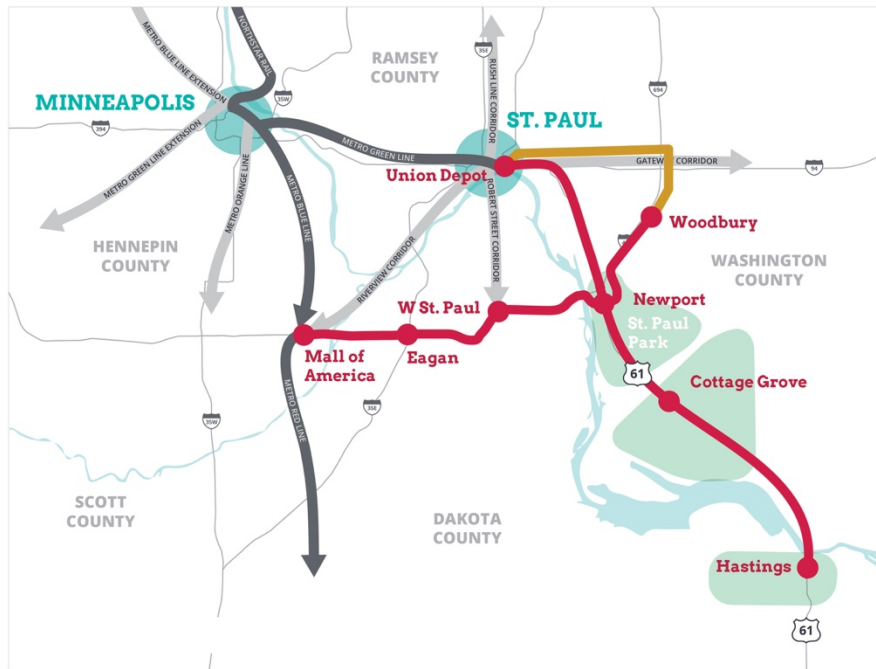 METRO BLUE LINE EXTENSION
NORTHSTAR RAIL
35E
RAMSEY
COUNTY
RUSH LINE CORRIDOR
694
MINNEAPOLIS
35W
394
ST. PAUL
METRO GREEN LINE EXTENSION
METRO ORANGE LINE
METRO GREEN LINE
METRO BLUE LINE
Union Depot
GATEWAY CORRIDOR
94
ROBERT STREET CORRIDOR
Woodbury
HENNEPIN
COUNTY
RIVERVIEW CORRIDOR
WASHINGTON
COUNTY
W St. Paul
Newport
St. Paul
Park
Mall of
America
Eagan
61
Cottage Grove
METRO RED LINE
35E
35W
SCOTT
COUNTY
DAKOTA
COUNTY
Hastings
61